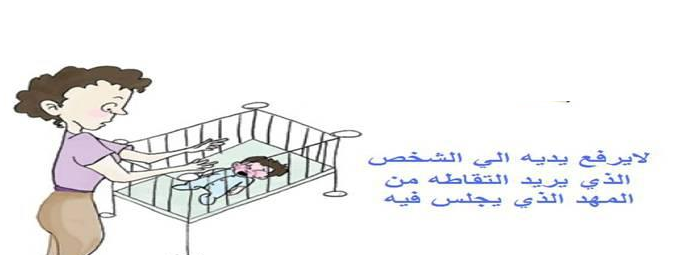 لايرفع يديه الي الشخص
الذي يريد التقاطه من
المهد الذي يجلس فيه